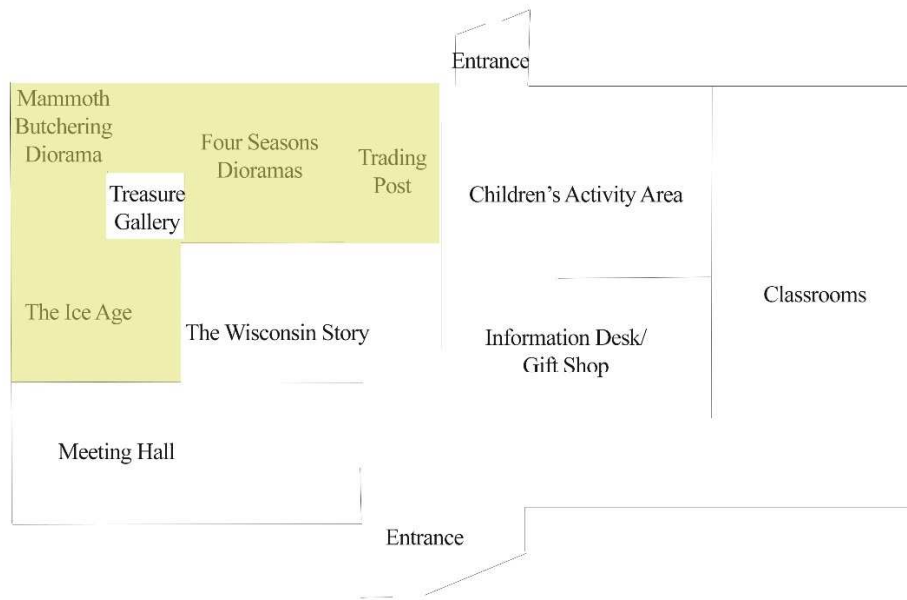 Entrance
Mammoth
Butchering
Diorama
Four Seasons
Dioramas
Trading
Post
Treasure
Gallery
Children's Activity Area
The Ice Age
The Wisconsin Story
Information Desk/
Gift Shop
Classrooms
Meeting Hall
Entrance